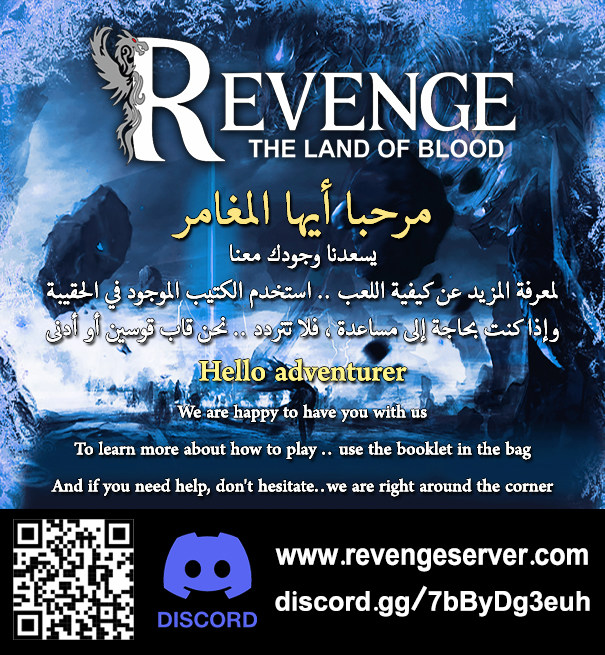 REVENGE
THE LAND OF BLOOD
مرحبا أيها المغامر
يسعدنا وجودك معنا
لمعرفة المزيد عن كيفية اللعب .. استخدم الكتيب الموجود في الحقيبة
وإذا كنت بحاجة إلى مساعدة ، فلا تتردد .. نحن قاب قوسين أو أدنى
Hello adventurer
We are happy to have you with us
To learn more about how to play .. use the booklet in the bag
And if you need help, don't hesitate..we are right around the corner
www.revengeserver.com
DISCORD
discord.gg/7bByDg3euh